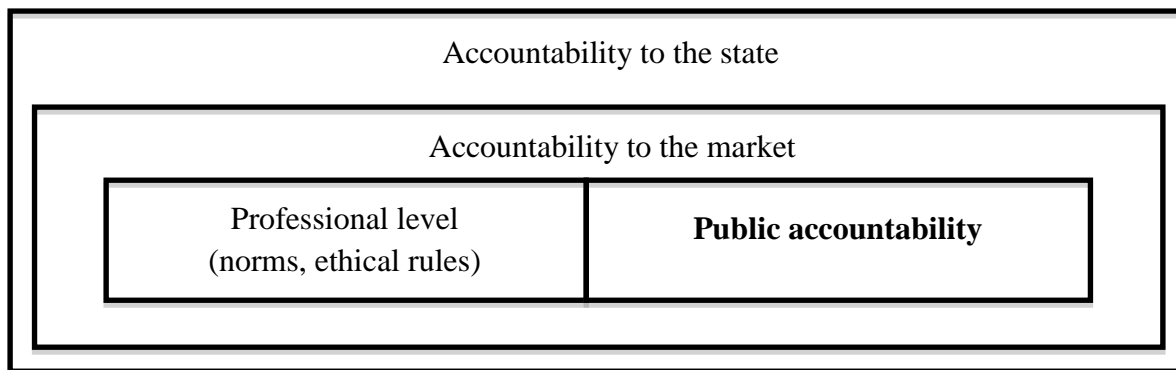 Accountability to the state
Accountability to the market
Professional level
(norms, ethical rules)
Public accountability